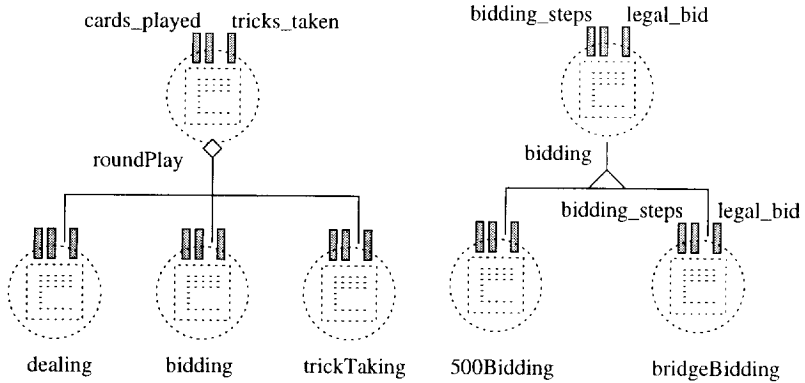 cards_played tricks_taken
roundPlay
dealing bidding trickTaking
bidding_steps legal_bid
bidding
bidding_steps legal_bid
500Bidding bridgeBidding